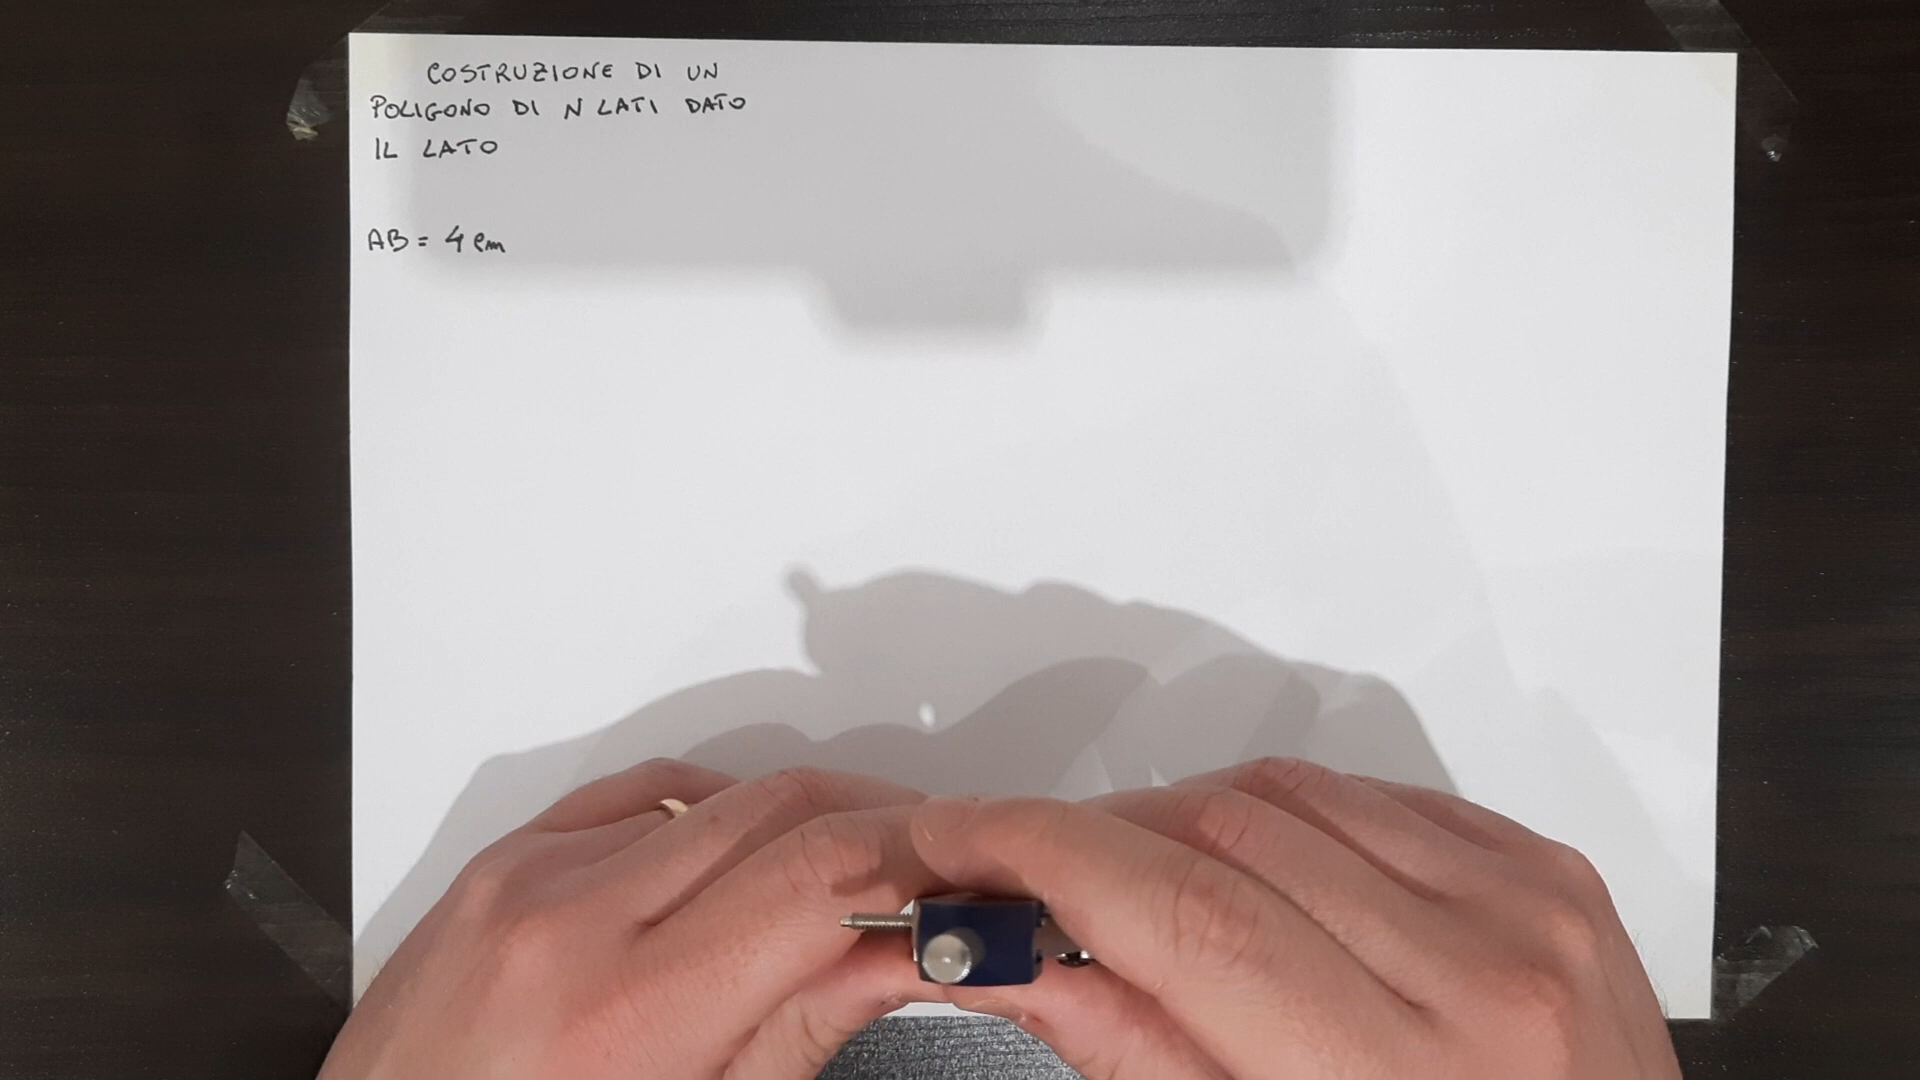 COSTRUZIONE DI UN
POLIGONO DI N LATI DATO
IL LATO
AB = 4 cm